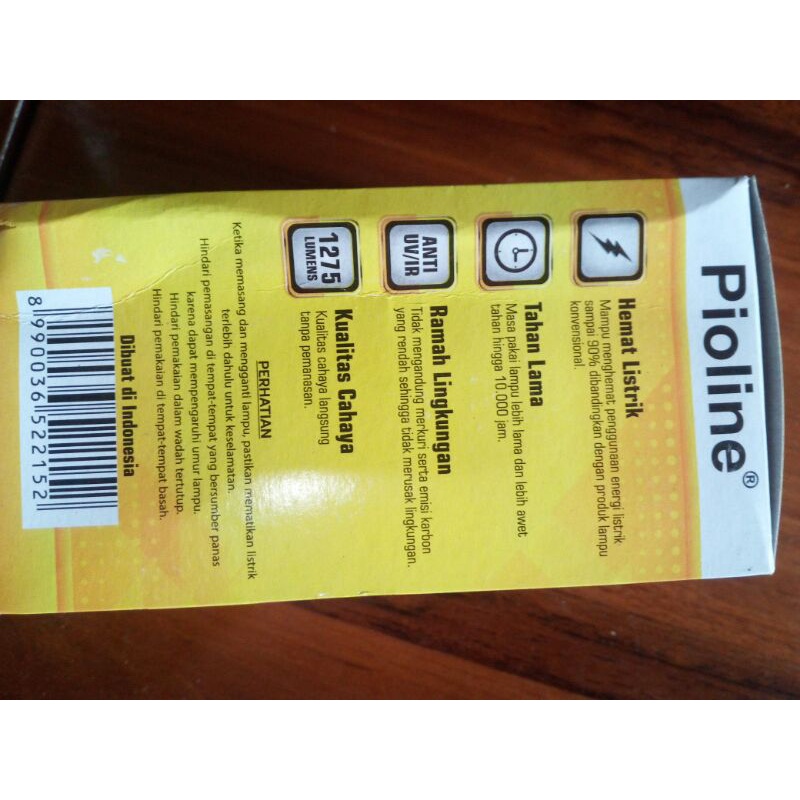 Pioline®
Hemat Listrik
Mampu menghemat penggunaan energi listrik
sampai 90% dibandingkan dengan produk lampu
konvensional.
Tahan Lama
Masa pakai lampu lebih lama dan lebih awet
tahan hingga 10.000 jam.
ANTI
UV/IR
Ramah Lingkungan
Tidak mengandung merkuri serta emisi karbon
yang rendah sehingga tidak merusak lingkungan.
1275
LUMENS
Kualitas Cahaya
Kualitas cahaya langsung
tanpa pemanasan.
PERHATIAN
Ketika memasang dan mengganti lampu, pastikan mematikan listrik
terlebih dahulu untuk keselamatan.
Hindari pemasangan di tempat-tempat yang bersumber panas
karena dapat mempengaruhi umur lampu.
Hindari pemakaian dalam wadah tertutup.
Hindari pemakaian di tempat-tempat basah.
Dibuat di Indonesia
8 990036 522152